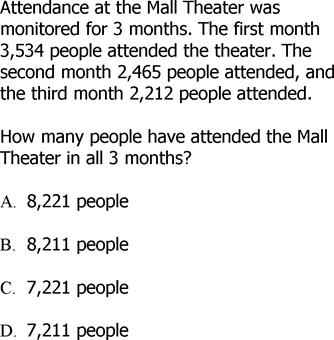 Attendance at the Mall Theater was
monitored for 3 months. The first month
3,534 people attended the theater. The
second month 2,465 people attended, and
the third month 2,212 people attended.
How many people have attended the Mall
Theater in all 3 months?
A. 8,221 people
B. 8,211 people
C. 7,221 people
D. 7,211 people